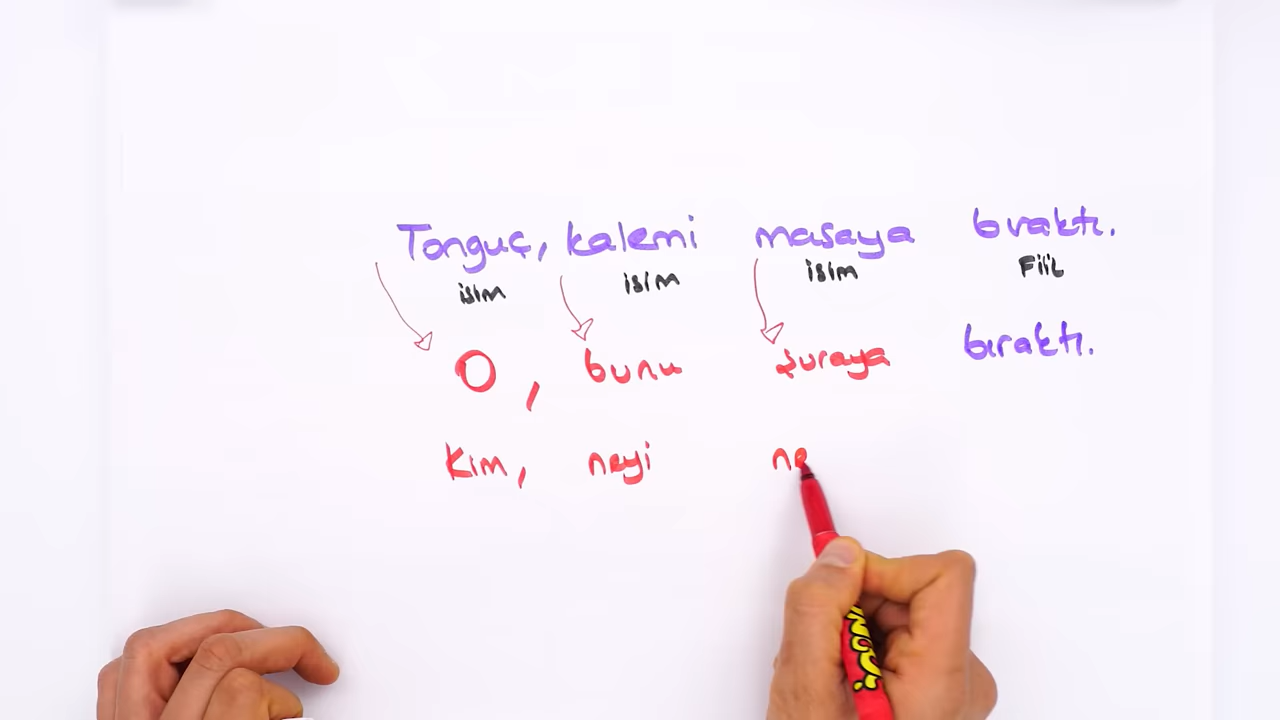 Tonguç, kalemi masaya bıraktı.
isim isim isim Fiil
O, bunu şuraya bıraktı.
Kim, neyi ne